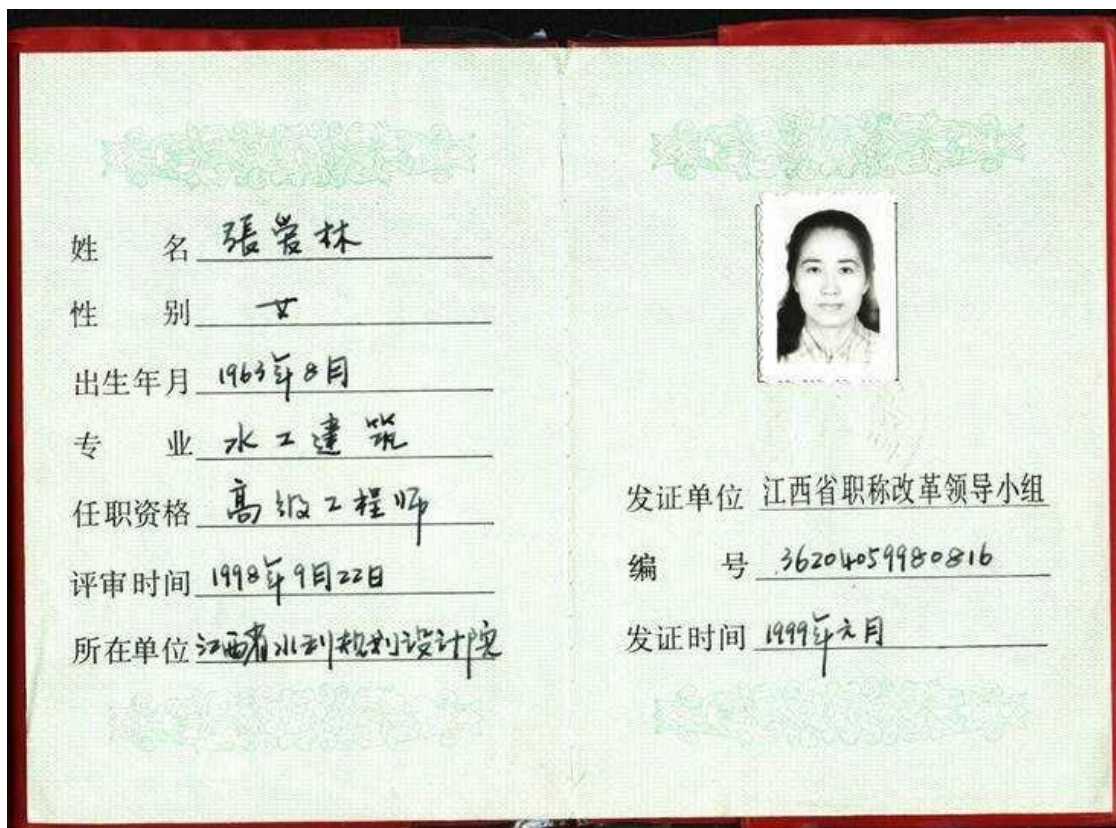 姓名 張爱林
性别 女
出生年月 1963年8月
专业 水工建筑
任职资格 高级工程师
评审时间 1998年9月22日
所在单位 江西省水利规划设计院
发证单位 江西省职称改革领导小组
编号 36204059980816
发证时间 1999年元月